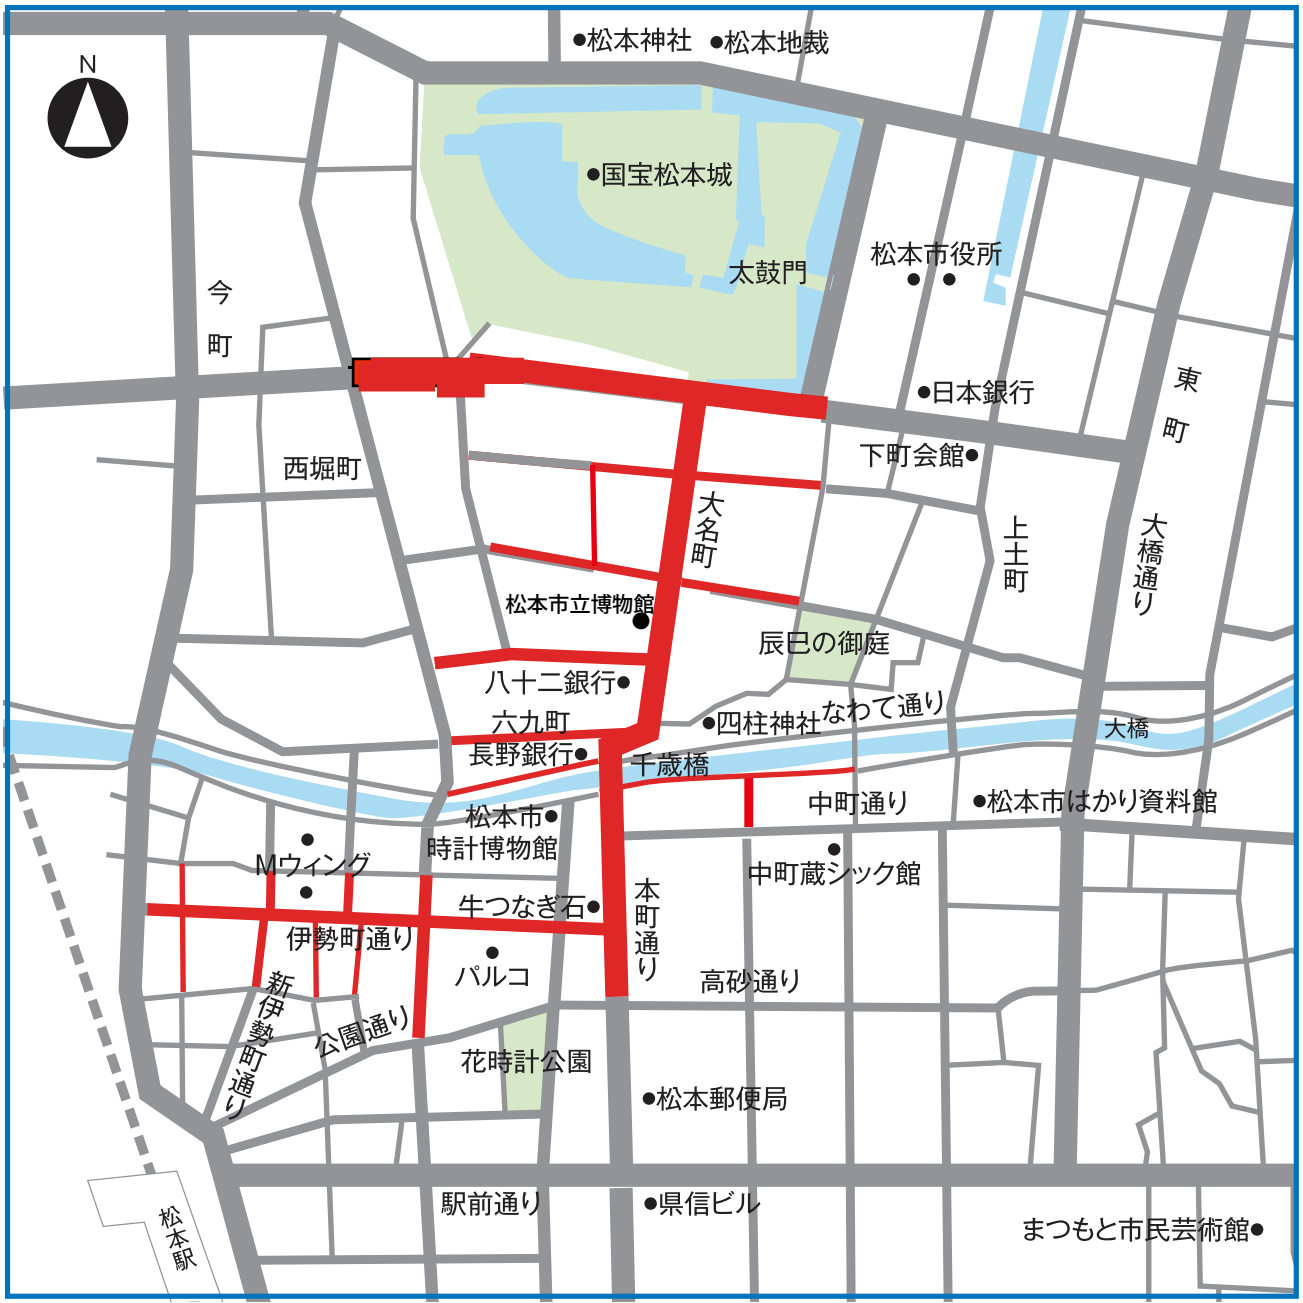 N
松本神社
松本地裁
国宝松本城
太鼓門
松本市役所
今町
日本銀行
東町
西堀町
下町会館
大名町
上土町
大橋通り
松本市立博物館
辰巳の御庭
八十二銀行
六九町
四柱神社
なわて通り
大橋
長野銀行
千歳橋
松本市
時計博物館
中町通り
松本市はかり資料館
Mウィング
中町蔵シック館
牛つなぎ石
本町通り
伊勢町通り
パルコ
高砂通り
新伊勢町通り
公園通り
花時計公園
松本郵便局
駅前通り
県信ビル
松本駅
まつもと市民芸術館